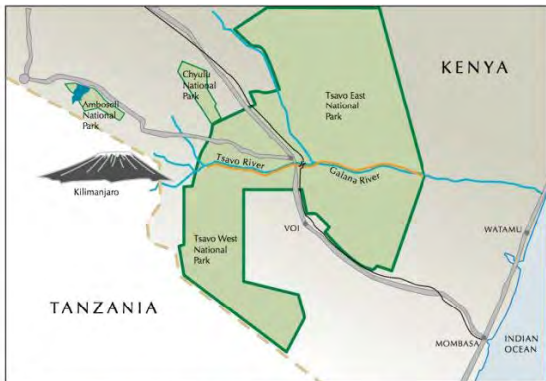 KENYA
Chyulu
National
Park
Tsavo East
National
Park
Amboseli
National
Park
Tsavo River
Galana River
Kilimanjaro
VOI
WATAMU
Tsavo West
National
Park
TANZANIA
MOMBASA
INDIAN
OCEAN